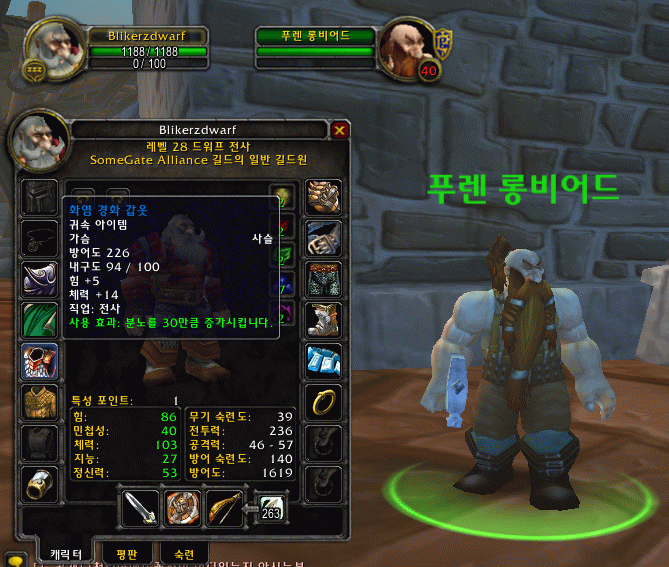 Blikerzdwarf
1188 / 1188
0 / 100
zzz
푸렌 롱비어드
40
Blikerzdwarf
레벨 28 드워프 전사
SomeGate Alliance 길드의 일반 길드원
푸렌 롱비어드
화염 경화 갑옷
귀속 아이템
가슴 사슬
방어도 226
내구도 94 / 100
힘 +5
체력 +14
직업: 전사
사용 효과: 분노를 30만큼 증가시킵니다.
특성 포인트: 1
힘: 86
민첩성: 40
체력: 103
지능: 27
정신력: 53
무기 숙련도: 39
전투력: 236
공격력: 46 - 57
방어 숙련도: 140
방어도: 1619
263
캐릭터
평판
숙련